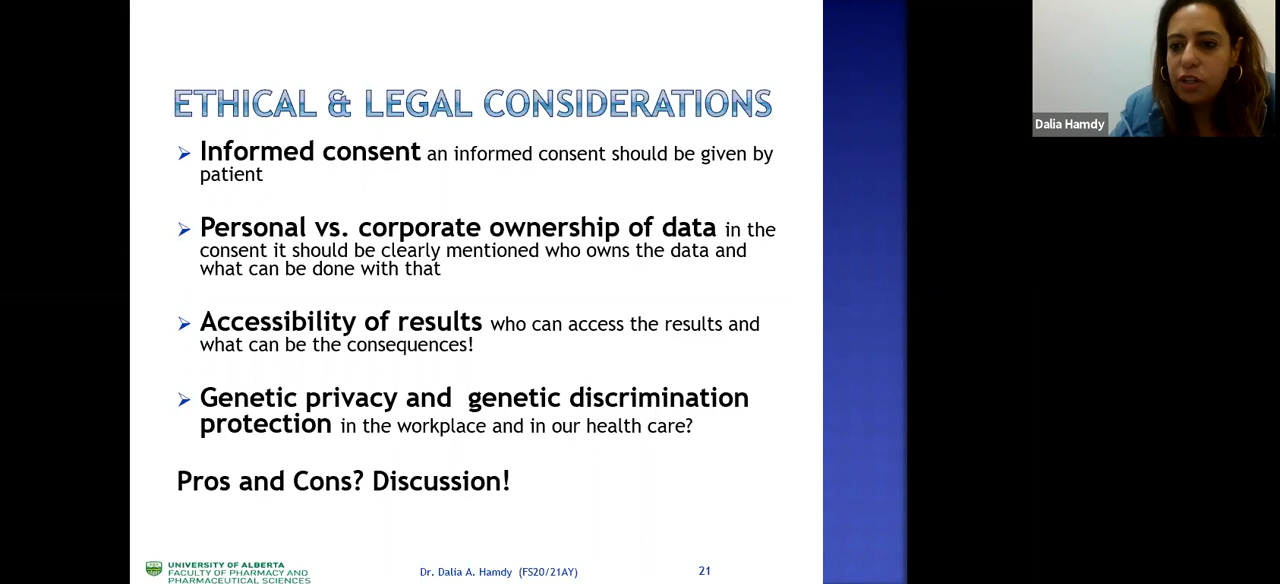 ETHICAL & LEGAL CONSIDERATIONS
Informed consent an informed consent should be given by
patient
Personal vs. corporate ownership of data in the
consent it should be clearly mentioned who owns the data and
what can be done with that
Accessibility of results who can access the results and
what can be the consequences!
Genetic privacy and genetic discrimination
protection in the workplace and in our health care?
Pros and Cons? Discussion!
UNIVERSITY OF ALBERTA
FACULTY OF PHARMACY AND
PHARMACEUTICAL SCIENCES
Dr. Dalia A. Hamdy (FS20/21AY)
21
Dalia Hamdy